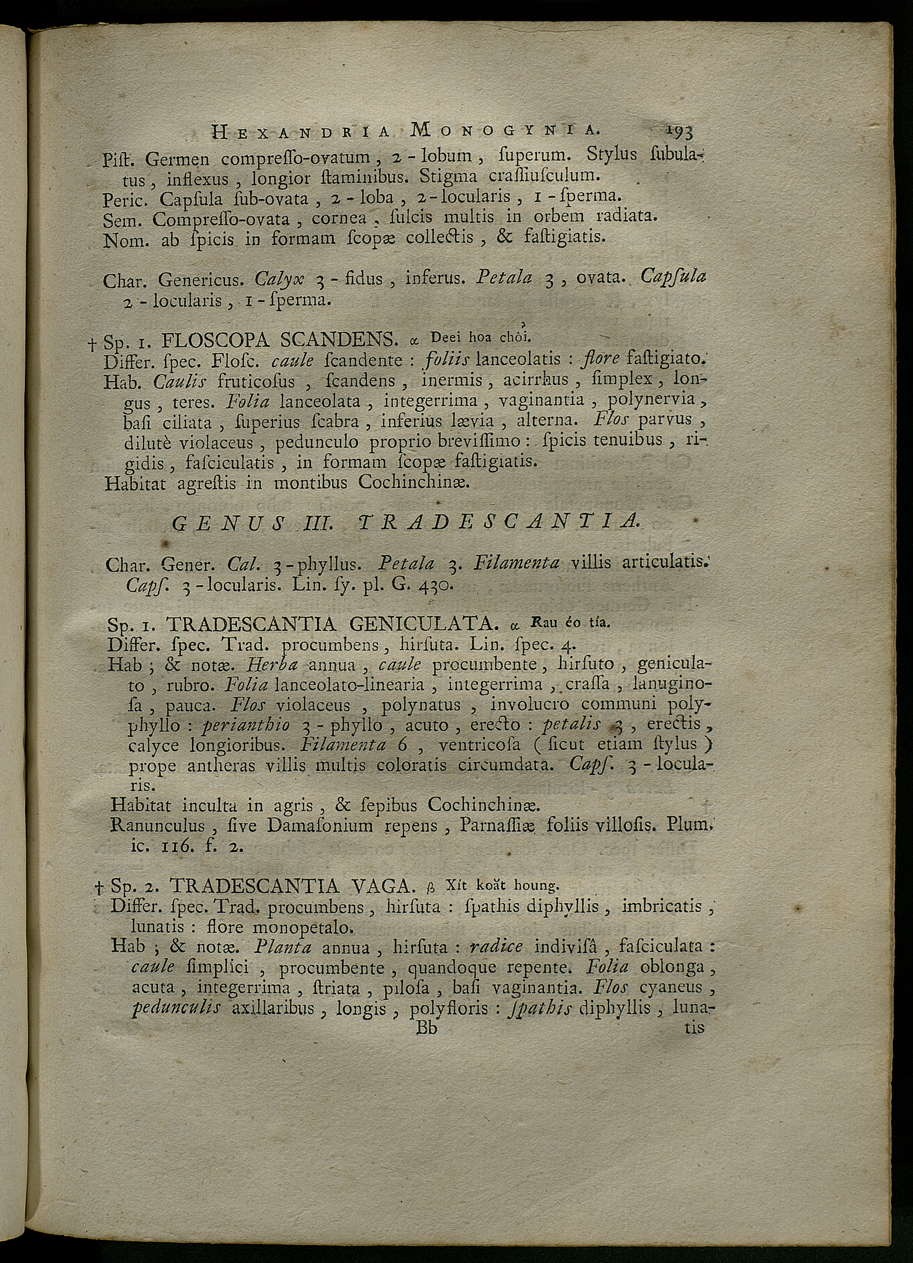 HEXANDRIA MONOGYNIA. 193
Piſt. Germen compreſſo-ovatum, 2-lobum, ſuperum. Stylus ſubula-
tus, inflexus, longior ſtaminibus. Stigma craſſiuſculum.
Peric. Capſula ſub-ovata, 2-loba, 2-locularis, 1-ſperma.
Sem. Compreſſo-ovata, cornea, ſulcis multis in orbem radiata.
Nom. ab ſpicis in formam ſcopæ collectis, & faſtigiatis.
Char. Genericus. Calyx 3-fidus, inferus. Petala 3, ovata. Capſula
2-locularis, 1-ſperma.
† Sp. 1. FLOSCOPA SCANDENS. α Deei hoa chỏi.
Differ. ſpec. Floſc. caule ſcandente : foliis lanceolatis : flore faſtigiato.
Hab. Caulis fruticoſus, ſcandens, inermis, acirrhus, ſimplex, lon-
gus, teres. Folia lanceolata, integerrima, vaginantia, polynervia,
baſi ciliata, ſuperius ſcabra, inferius lævia, alterna. Flos parvus,
dilutè violaceus, pedunculo proprio breviſſimo : ſpicis tenuibus, ri-
gidis, faſciculatis, in formam ſcopæ faſtigiatis.
Habitat agreſtis in montibus Cochinchinæ.
GENUS III. TRADESCANTIA.
Char. Gener. Cal. 3-phyllus. Petala 3. Filamenta villis articulatis.
Capſ. 3-locularis. Lin. ſy. pl. G. 430.
Sp. 1. TRADESCANTIA GENICULATA. α Rau éo tía.
Differ. ſpec. Trad. procumbens, hirſuta. Lin. ſpec. 4.
Hab ; & notæ. Herba annua, caule procumbente, hirſuto, genicula-
to, rubro. Folia lanceolato-linearia, integerrima, craſſa, lanugino-
ſa, pauca. Flos violaceus, polynatus, involucro communi poly-
phyllo : perianthio 3-phyllo, acuto, erecto : petalis 3, erectis,
calyce longioribus. Filamenta 6, ventricoſa (ſicut etiam ſtylus)
prope antheras villis multis coloratis circumdata. Capſ. 3-locula-
ris.
Habitat inculta in agris, & ſepibus Cochinchinæ.
Ranunculus, ſive Damaſonium repens, Parnaſſiæ foliis villoſis. Plum.
ic. 116. f. 2.
† Sp. 2. TRADESCANTIA VAGA. β Xít koăt houng.
Differ. ſpec. Trad. procumbens, hirſuta : ſpathis diphyllis, imbricatis,
lunatis : flore monopetalo.
Hab ; & notæ. Planta annua, hirſuta : radice indiviſâ, faſciculata :
caule ſimplici, procumbente, quandoque repente. Folia oblonga,
acuta, integerrima, ſtriata, piloſa, baſi vaginantia. Flos cyaneus,
pedunculis axillaribus, longis, polyfloris : ſpathis diphyllis, luna-
Bb tis